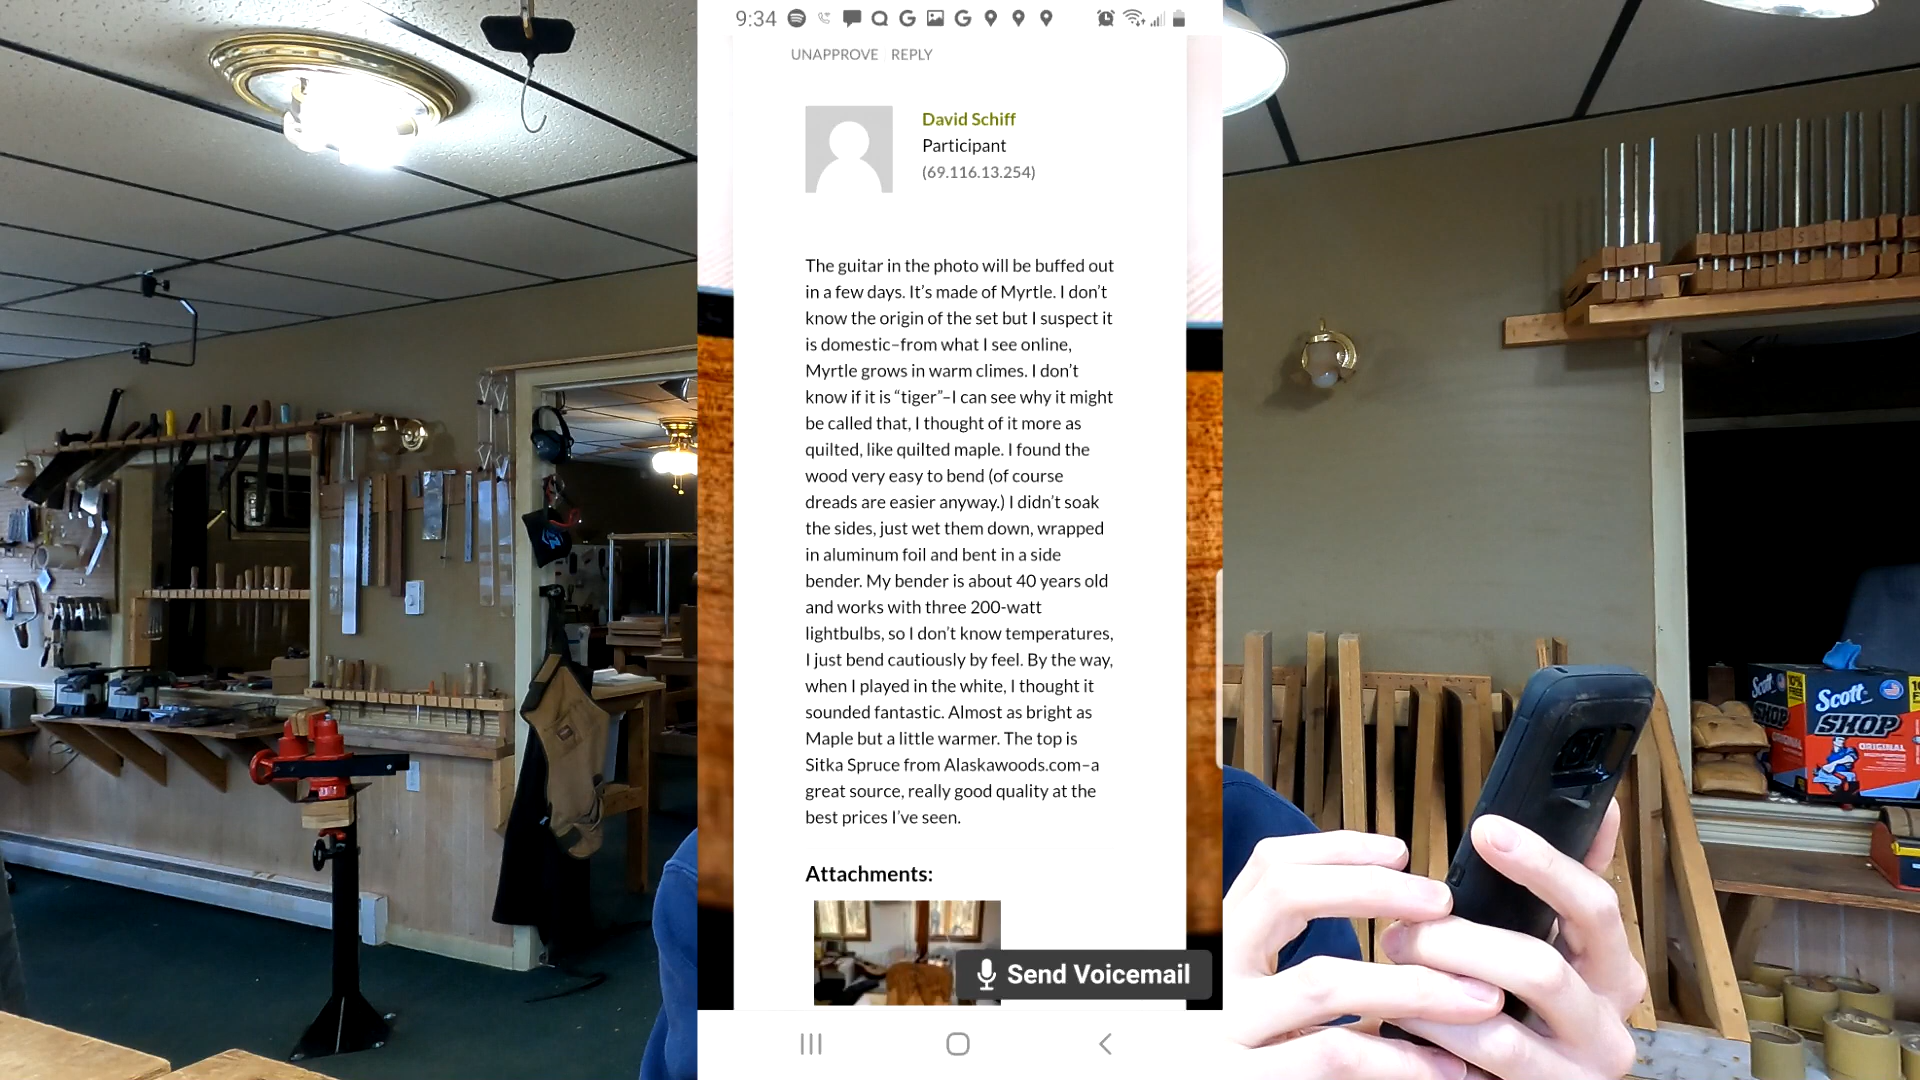 9:34
UNAPPROVE REPLY
David Schiff
Participant
(69.116.13.254)
The guitar in the photo will be buffed out
in a few days. It’s made of Myrtle. I don’t
know the origin of the set but I suspect it
is domestic–from what I see online,
Myrtle grows in warm climes. I don’t
know if it is “tiger”–I can see why it might
be called that, I thought of it more as
quilted, like quilted maple. I found the
wood very easy to bend (of course
dreads are easier anyway.) I didn’t soak
the sides, just wet them down, wrapped
in aluminum foil and bent in a side
bender. My bender is about 40 years old
and works with three 200-watt
lightbulbs, so I don’t know temperatures,
I just bend cautiously by feel. By the way,
when I played in the white, I thought it
sounded fantastic. Almost as bright as
Maple but a little warmer. The top is
Sitka Spruce from Alaskawoods.com–a
great source, really good quality at the
best prices I’ve seen.
Attachments:
Send Voicemail
Scott
SHOP
Scott
SHOP
ORIGINAL